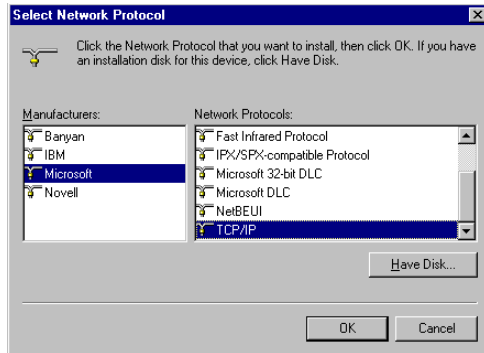 Select Network Protocol
Click the Network Protocol that you want to install, then click OK. If you have
an installation disk for this device, click Have Disk.
Manufacturers:
Banyan
IBM
Microsoft
Novell
Network Protocols:
Fast Infrared Protocol
IPX/SPX-compatible Protocol
Microsoft 32-bit DLC
Microsoft DLC
NetBEUI
TCP/IP
Have Disk...
OK
Cancel